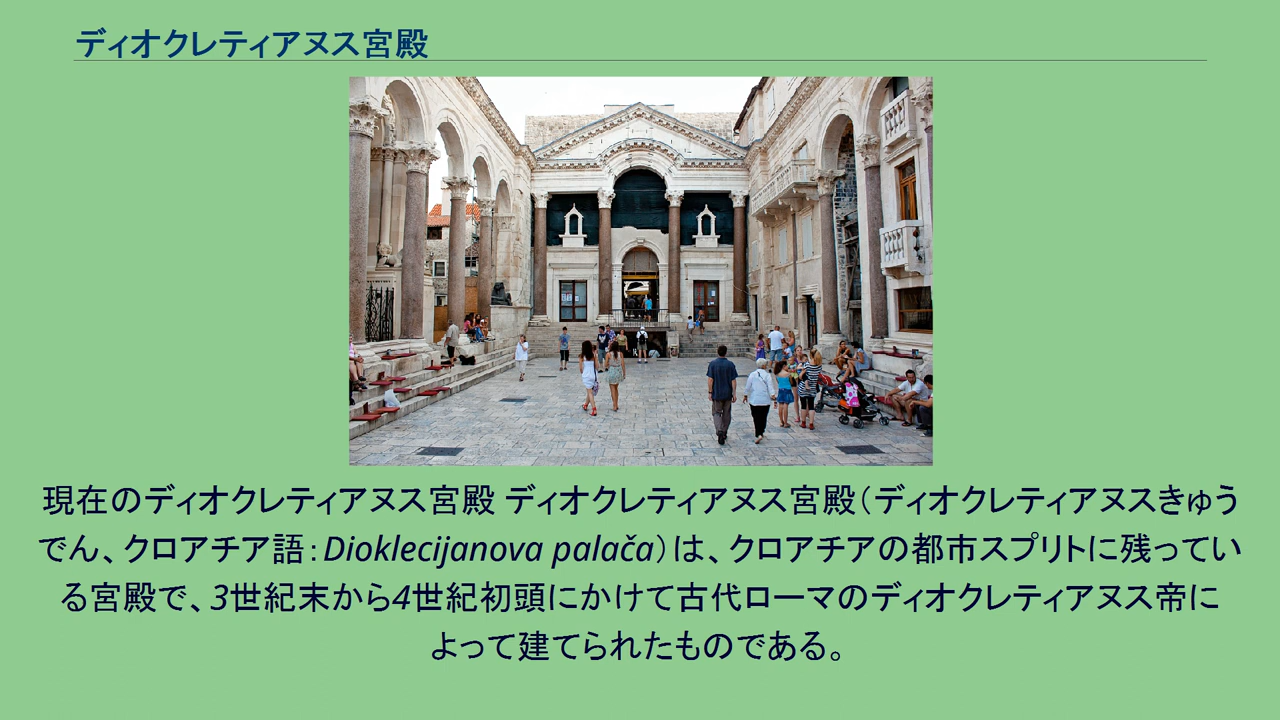 ディオクレティアヌス宮殿
現在のディオクレティアヌス宮殿 ディオクレティアヌス宮殿（ディオクレティアヌスきゅう
でん、クロアチア語：Dioklecijanova palača）は、クロアチアの都市スプリトに残ってい
る宮殿で、3世紀末から4世紀初頭にかけて古代ローマのディオクレティアヌス帝に
よって建てられたものである。